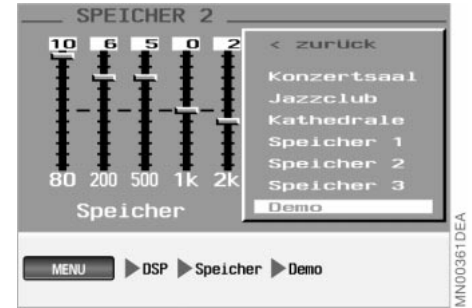 SPEICHER 2
10 6 5 0 2
< zurück
Konzertsaal
Jazzclub
Kathedrale
Speicher 1
Speicher 2
Speicher 3
Demo
80 200 500 1k 2k
Speicher
MENU DSP Speicher Demo
MN00361DEA